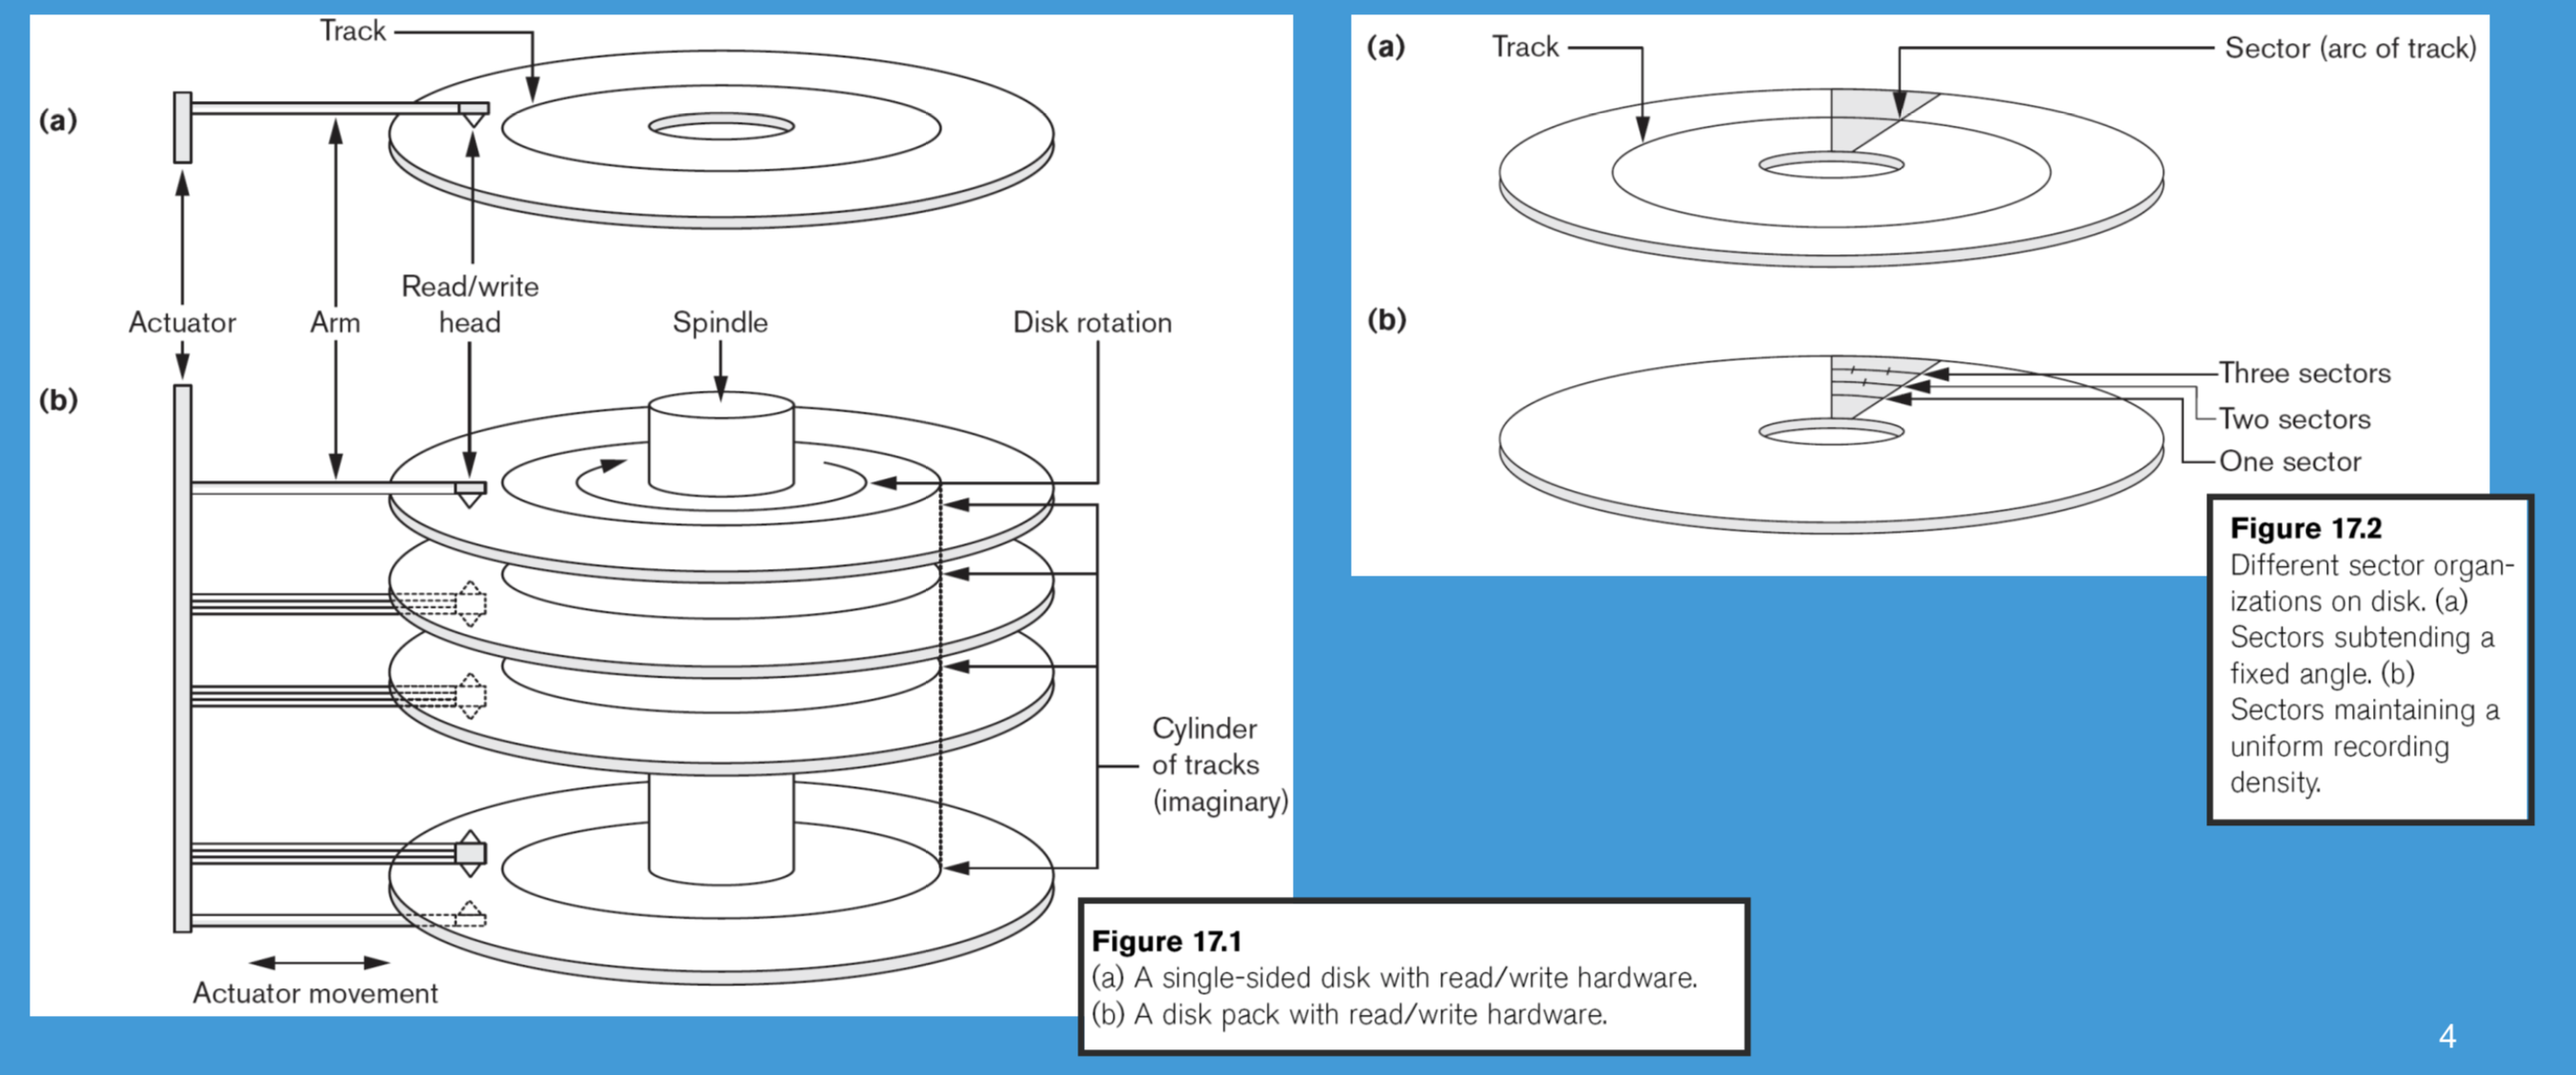 Track
(a)
Read/write
head
Actuator
Arm
Spindle
Disk rotation
(b)
Cylinder
of tracks
(imaginary)
Actuator movement
Figure 17.1
(a) A single-sided disk with read/write hardware.
(b) A disk pack with read/write hardware.
(a)
Track
Sector (arc of track)
(b)
Three sectors
Two sectors
One sector
Figure 17.2
Different sector organ-
izations on disk. (a)
Sectors subtending a
fixed angle. (b)
Sectors maintaining a
uniform recording
density.
4